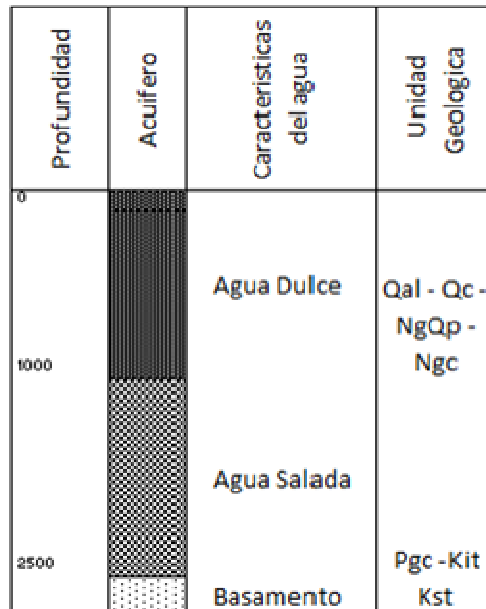 Profundidad
Acuifero
Caracteristicas
del agua
Unidad
Geologica
0
Agua Dulce
Qal - Qc -
NgQp -
Ngc
1000
Agua Salada
2500
Pgc -Kit
Kst
Basamento